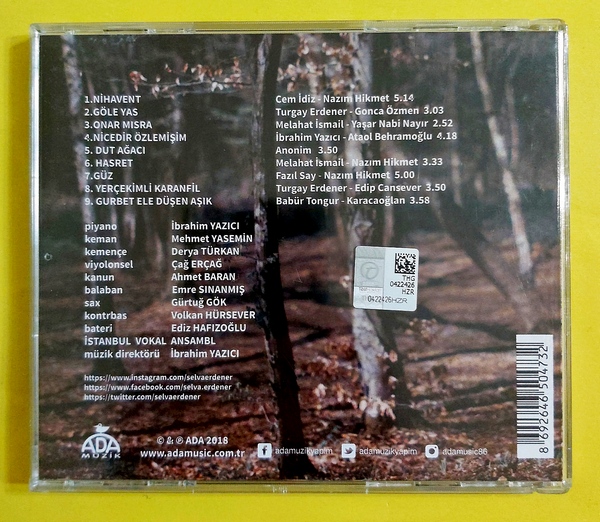 1.NİHAVENT Cem İdiz - Nazım Hikmet 5.14
2.GÖLE YAS Turgay Erdener - Gonca Özmen 3.03
3.ONAR MISRA Melahat İsmail - Yaşar Nabi Nayır 2.52
4.NİCEDİR ÖZLEMİŞİM İbrahim Yazıcı - Ataol Behramoğlu 4.18
5. DUT AĞACI Anonim 3.50
6. HASRET Melahat İsmail - Nazım Hikmet 3.33
7.GÜZ Fazıl Say - Nazım Hikmet 5.00
8. YERÇEKİMLİ KARANFİL Turgay Erdener - Edip Cansever 3.50
9. GURBET ELE DÜŞEN AŞIK Babür Tongur - Karacaoğlan 3.58
piyano İbrahim YAZICI
keman Mehmet YASEMİN
kemençe Derya TÜRKAN
viyolonsel Çağ ERÇAĞ
kanun Ahmet BARAN
balaban Emre SINANMIŞ
sax Gürtuğ GÖK
kontrbas Volkan HÜRSEVER
bateri Ediz HAFIZOĞLU
İSTANBUL VOKAL ANSAMBL
müzik direktörü İbrahim YAZICI
https://www.instagram.com/selvaerdener
https://www.facebook.com/selva.erdener
https://twitter.com/selvaerdener
THG
0422426
HZR
0422426HZR
ADA
MÜZİK
© & ℗ ADA 2018
www.adamusic.com.tr
adamuzikyapim
adamuzikyapim
adamusic86
8 692646 504732